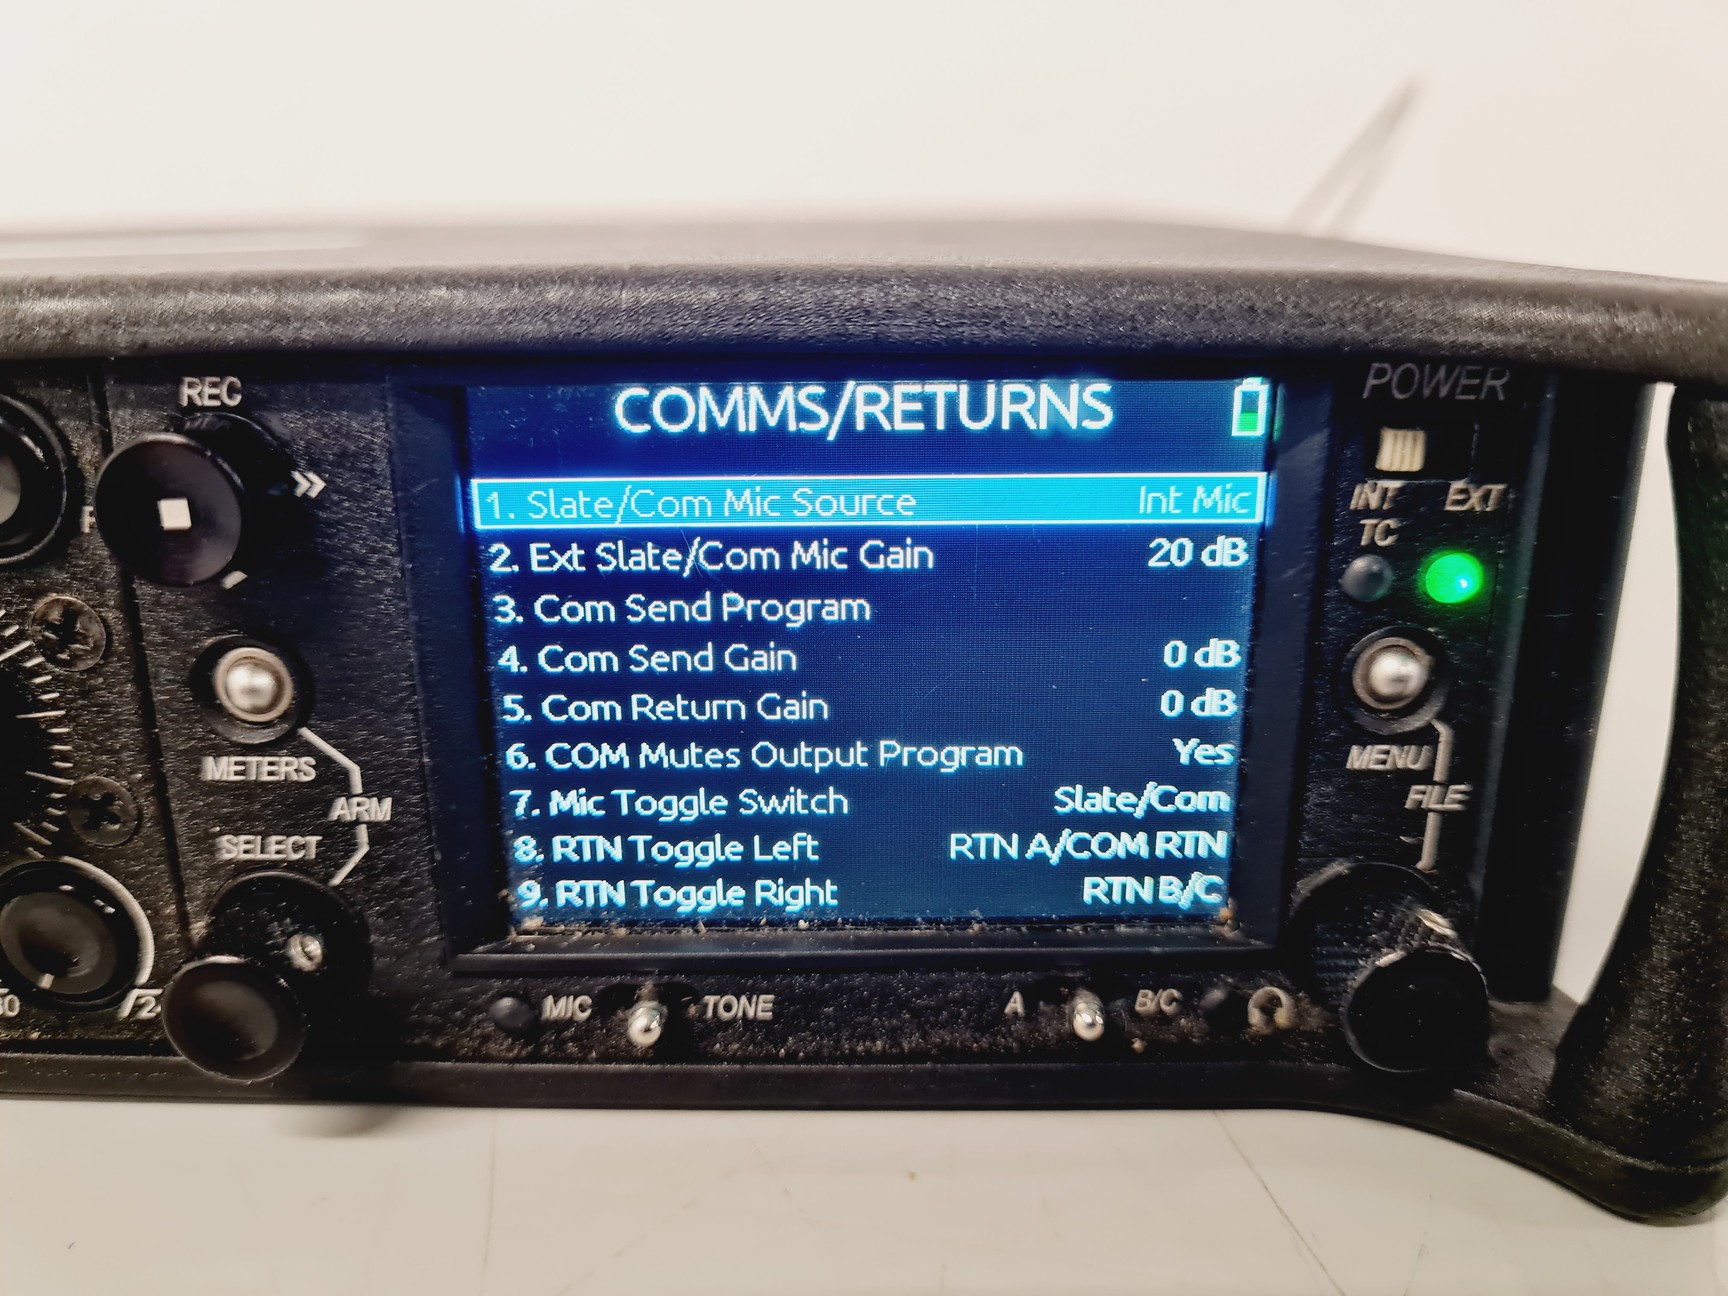 REC
COMMS/RETURNS
POWER
1. Slate/Com Mic Source Int Mic
INT EXT
TC
2. Ext Slate/Com Mic Gain 20 dB
3. Com Send Program
4. Com Send Gain 0 dB
5. Com Return Gain 0 dB
6. COM Mutes Output Program Yes
METERS
MENU
7. Mic Toggle Switch Slate/Com
ARM
FILE
8. RTN Toggle Left RTN A/COM RTN
SELECT
9. RTN Toggle Right RTN B/C
MIC TONE A B/C